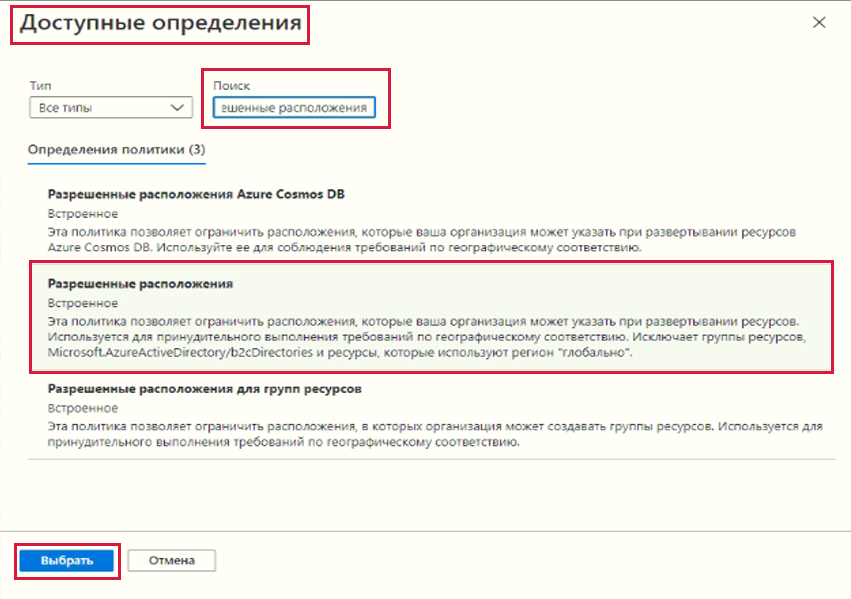 Доступные определения
Тип
Поиск
Все типы
ешенные расположения
Определения политики (3)
Разрешенные расположения Azure Cosmos DB
Встроенное
Эта политика позволяет ограничить расположения, которые ваша организация может указать при развертывании ресурсов
Azure Cosmos DB. Используйте ее для соблюдения требований по географическому соответствию.
Разрешенные расположения
Встроенное
Эта политика позволяет ограничить расположения, которые ваша организация может указать при развертывании ресурсов.
Используется для принудительного выполнения требований по географическому соответствию. Исключает группы ресурсов,
Microsoft.AzureActiveDirectory/b2cDirectories и ресурсы, которые используют регион "глобально".
Разрешенные расположения для групп ресурсов
Встроенное
Эта политика позволяет ограничить расположения, в которых организация может создавать группы ресурсов. Используется для
принудительного выполнения требований по географическому соответствию.
Выбрать
Отмена